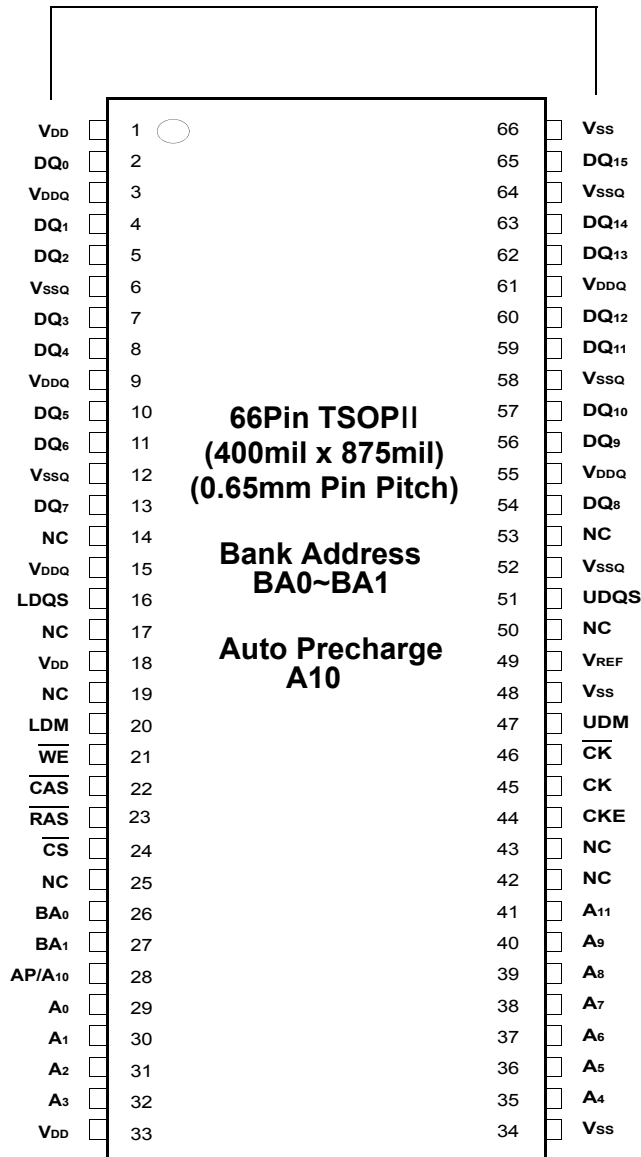 VDD 1 66 VSS
DQ0 2 65 DQ15
VDDQ 3 64 VSSQ
DQ1 4 63 DQ14
DQ2 5 62 DQ13
VSSQ 6 61 VDDQ
DQ3 7 60 DQ12
DQ4 8 59 DQ11
VDDQ 9 58 VSSQ
DQ5 10 57 DQ10
DQ6 11 56 DQ9
VSSQ 12 55 VDDQ
DQ7 13 54 DQ8
NC 14 53 NC
VDDQ 15 52 VSSQ
LDQS 16 51 UDQS
NC 17 50 NC
VDD 18 49 VREF
NC 19 48 VSS
LDM 20 47 UDM
W̅E̅ 21 46 C̅K̅
C̅A̅S̅ 22 45 CK
R̅A̅S̅ 23 44 CKE
C̅S̅ 24 43 NC
NC 25 42 NC
BA0 26 41 A11
BA1 27 40 A9
AP/A10 28 39 A8
A0 29 38 A7
A1 30 37 A6
A2 31 36 A5
A3 32 35 A4
VDD 33 34 VSS
66Pin TSOPII
(400mil x 875mil)
(0.65mm Pin Pitch)
Bank Address
BA0~BA1
Auto Precharge
A10